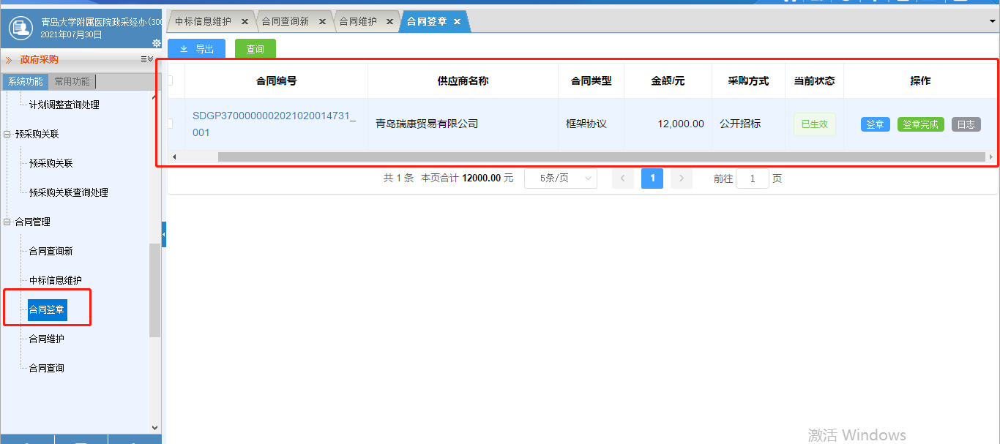 青岛大学附属医院政采经办(300
2021年07月30日
政府采购
系统功能 常用功能
计划调整查询处理
预采购关联
预采购关联
预采购关联查询处理
合同管理
合同查询新
中标信息维护
合同签章
合同维护
合同查询
中标信息维护 × 合同查询新 × 合同维护 × 合同签章 ×
导出 查询
合同编号 供应商名称 合同类型 金额/元 采购方式 当前状态 操作
SDGP3700000002021020014731_
001
青岛瑞康贸易有限公司 框架协议 12,000.00 公开招标 已生效 签章 签章完成 日志
共 1 条 本页合计 12000.00 元 5条/页 < 1 > 前往 1 页
激活 Windows